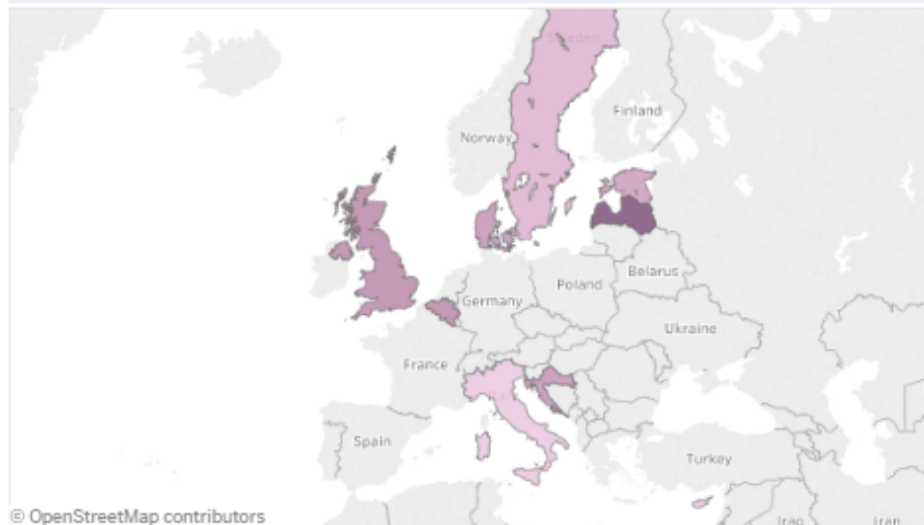 Sweden
Finland
Norway
Belarus
Poland
Germany
Ukraine
France
Spain
Turkey
Iraq
Iran
© OpenStreetMap contributors